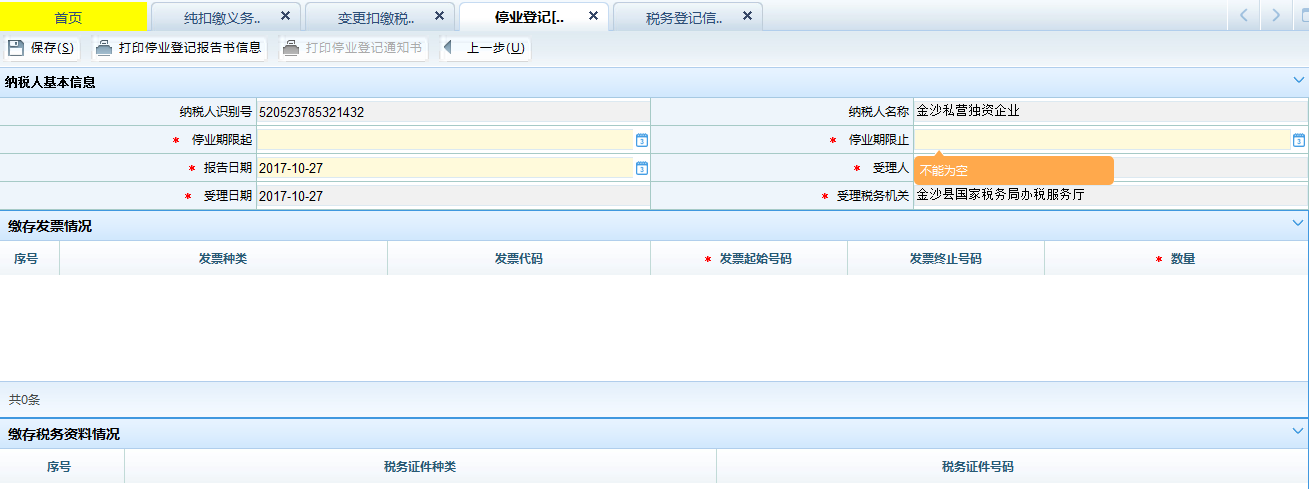 首页 纯扣缴义务.. 变更扣缴税.. 停业登记[.. 税务登记信..
保存(S) 打印停业登记报告书信息 打印停业登记通知书 上一步(U)
纳税人基本信息
纳税人识别号 520523785321432 纳税人名称 金沙私营独资企业
* 停业期限起 * 停业期限止
* 报告日期 2017-10-27 * 受理人 不能为空
* 受理日期 2017-10-27 * 受理税务机关 金沙县国家税务局办税服务厅
缴存发票情况
序号 发票种类 发票代码 * 发票起始号码 发票终止号码 * 数量
共0条
缴存税务资料情况
序号 税务证件种类 税务证件号码